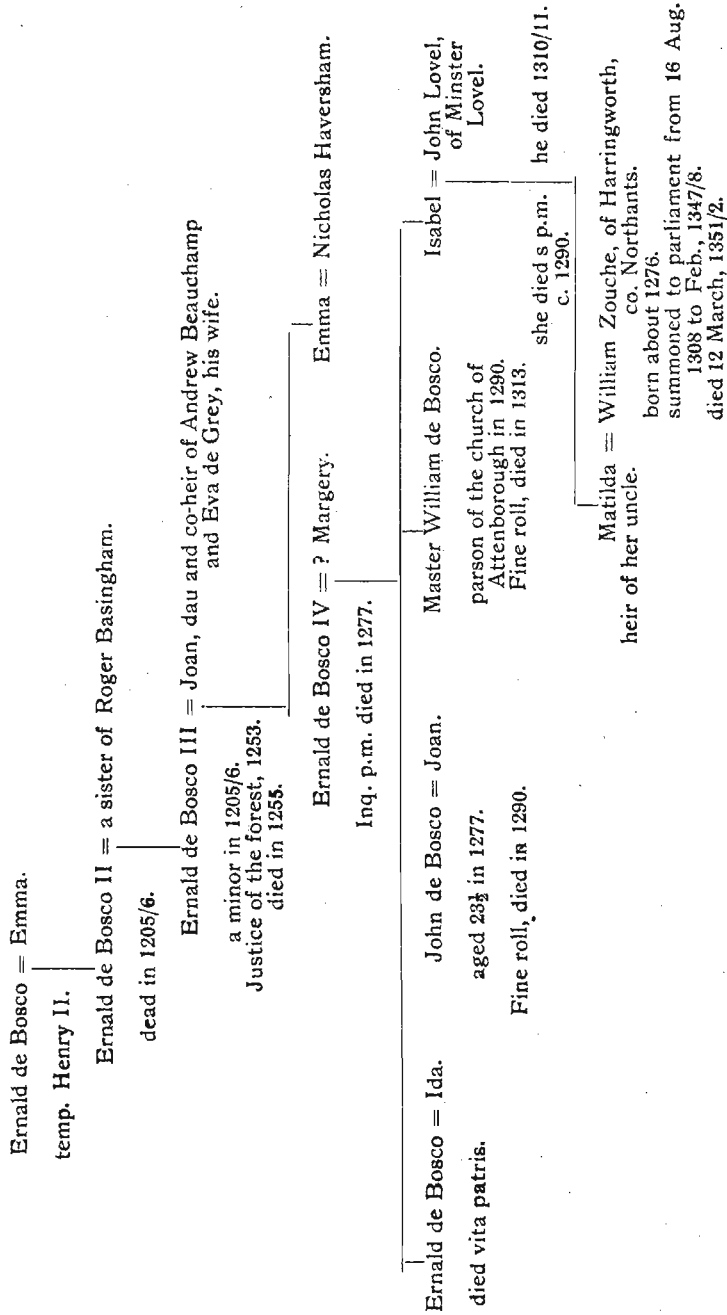 Ernald de Bosco = Emma.
temp. Henry II.
Ernald de Bosco II = a sister of Roger Basingham.
dead in 1205/6.
Ernald de Bosco III = Joan, dau and co-heir of Andrew Beauchamp
and Eva de Grey, his wife.
a minor in 1205/6.
Justice of the forest, 1253.
died in 1255.
Ernald de Bosco IV = ? Margery.
Inq. p.m. died in 1277.
Emma = Nicholas Haversham.
Ernald de Bosco = Ida.
died vita patris.
John de Bosco = Joan.
aged 23½ in 1277.
Fine roll, died in 1290.
Master William de Bosco.
parson of the church of
Attenborough in 1290.
Fine roll, died in 1313.
Isabel = John Lovel,
of Minster
Lovel.
she died s p.m.
c. 1290.
he died 1310/11.
Matilda = William Zouche, of Harringworth,
co. Northants.
heir of her uncle.
born about 1276.
summoned to parliament from 16 Aug.
1308 to Feb., 1347/8.
died 12 March, 1351/2.